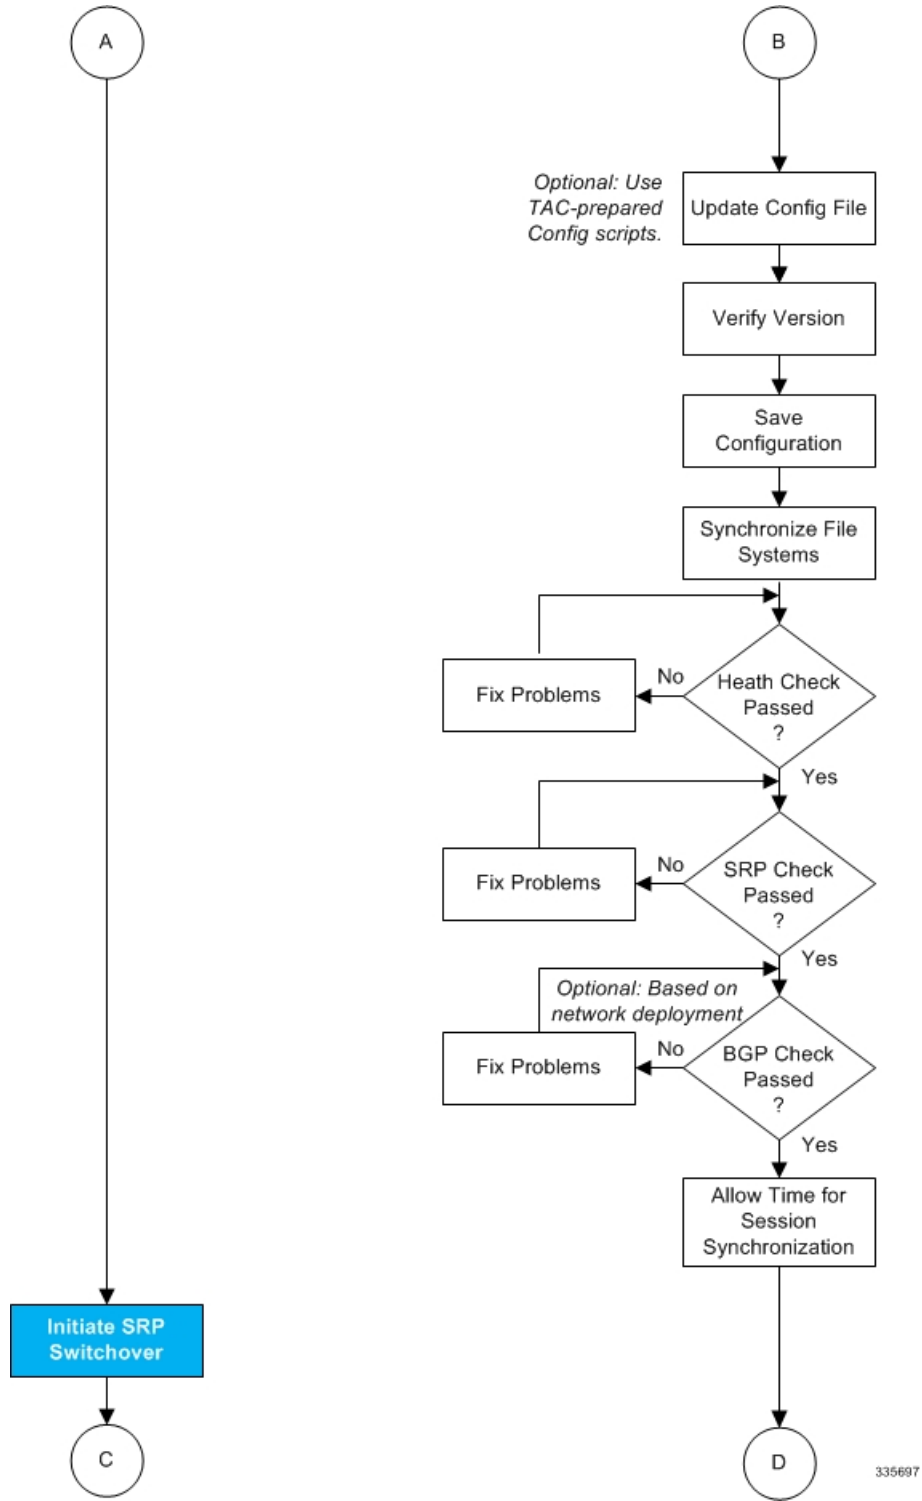 A
B
Optional: Use
TAC-prepared
Config scripts.
Update Config File
Verify Version
Save
Configuration
Synchronize File
Systems
Fix Problems
No
Heath Check
Passed
?
Yes
Fix Problems
No
SRP Check
Passed
?
Yes
Optional: Based on
network deployment
Fix Problems
No
BGP Check
Passed
?
Yes
Allow Time for
Session
Synchronization
Initiate SRP
Switchover
C
D
335697